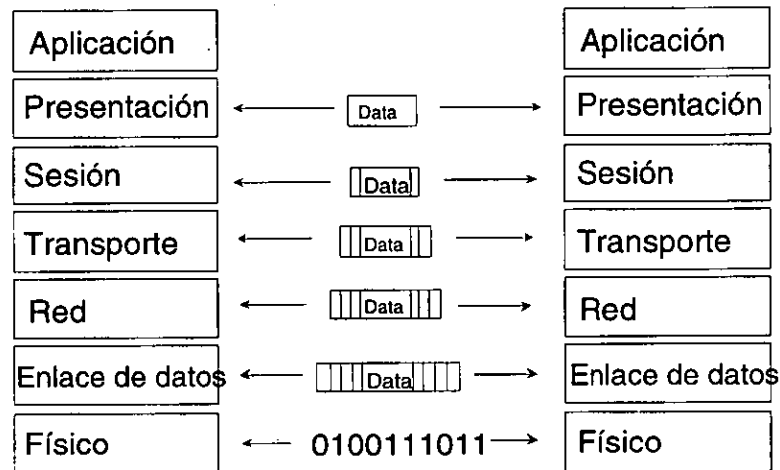 Aplicación Aplicación
Presentación Data Presentación
Sesión Data Sesión
Transporte Data Transporte
Red Data Red
Enlace de datos Data Enlace de datos
Físico 0100111011 Físico